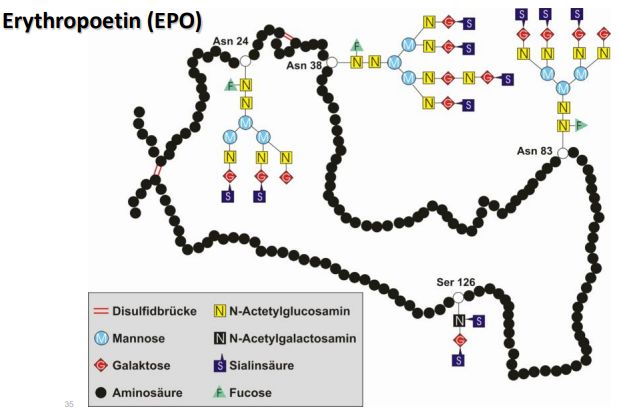 Erythropoetin (EPO)
Asn 24
Asn 38
Asn 83
Ser 126
N G S
F N G S
N N M M N G N G S
N G S
S S S G
G G G N
N N N
M M
M
N
N F
F N
N
M
M M
N N N
G G G
S S
N S
G
S
Disulfidbrücke N N-Actetylglucosamin
M Mannose N N-Acetylgalactosamin
G Galaktose S Sialinsäure
Aminosäure F Fucose
35